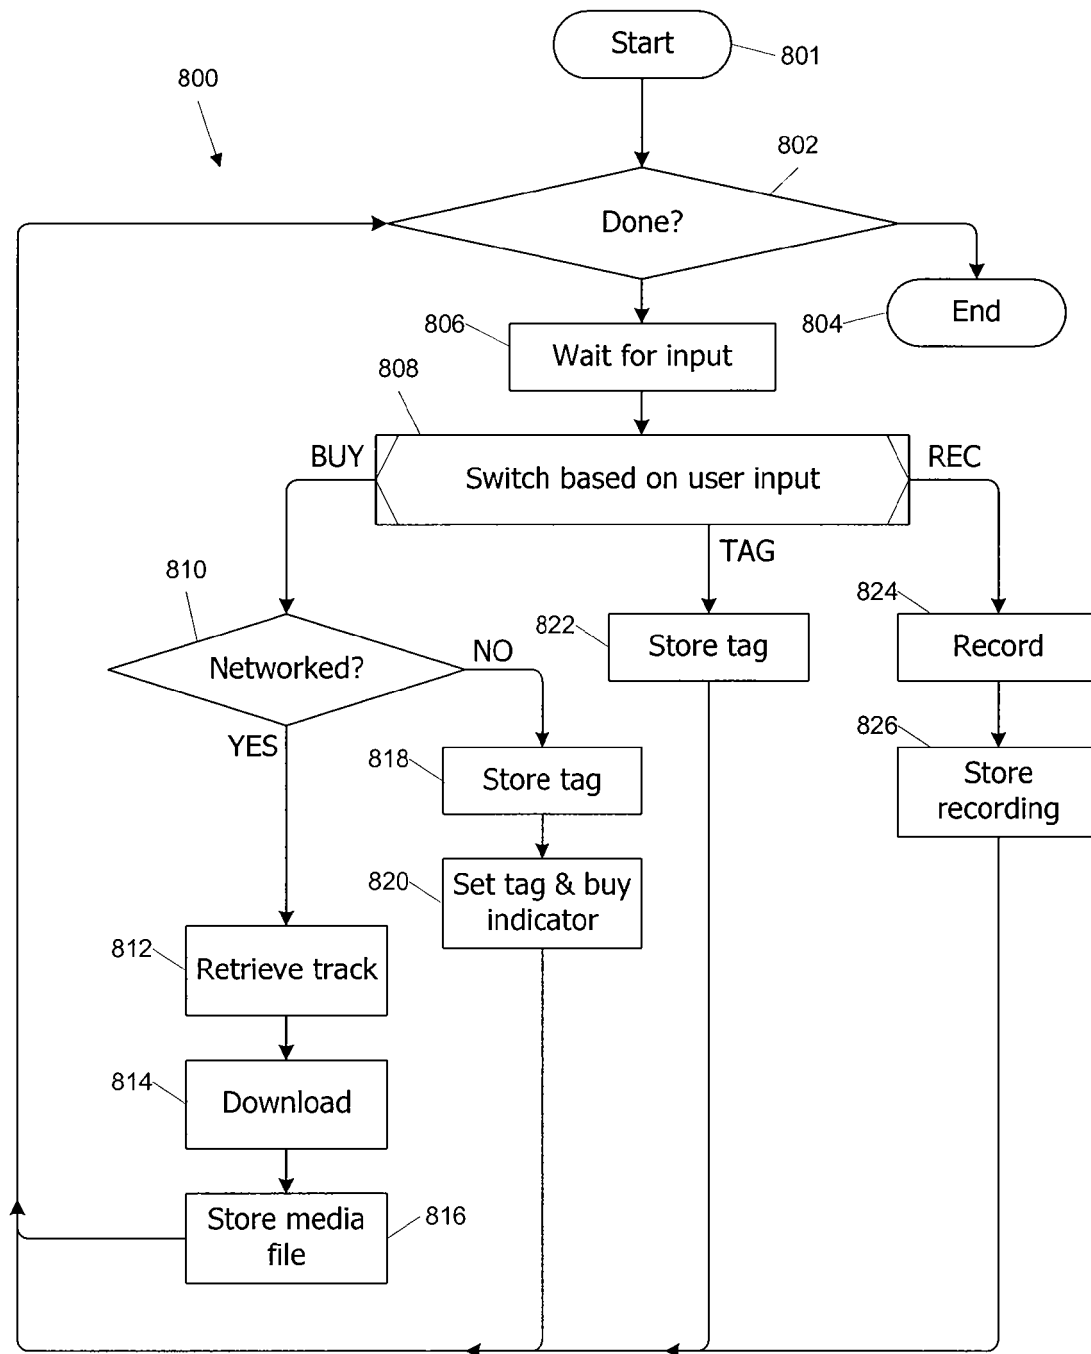 Start
801
800
802
Done?
End
804
806
Wait for input
808
BUY
REC
Switch based on user input
TAG
810
824
822
Store tag
Record
Networked?
NO
826
YES
818
Store tag
Store
recording
820
Set tag & buy
indicator
812
Retrieve track
814
Download
Store media
file
816